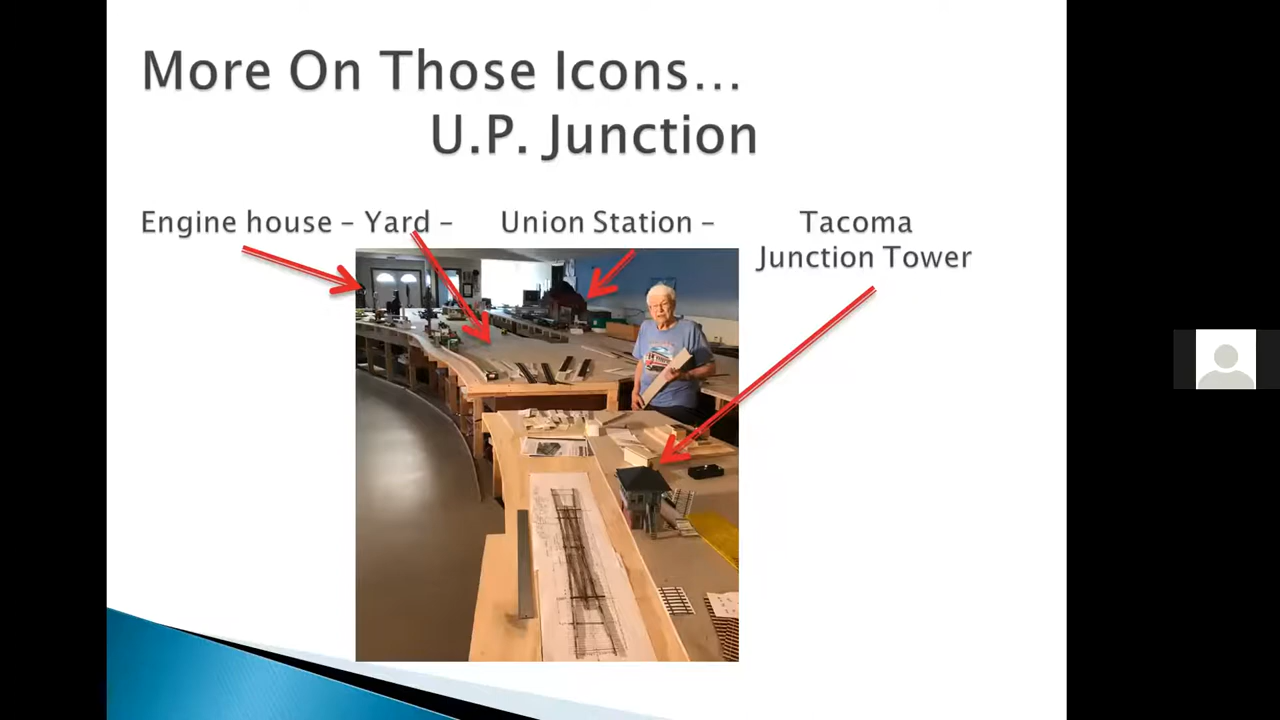 More On Those Icons…
U.P. Junction
Engine house – Yard – Union Station – Tacoma
Junction Tower